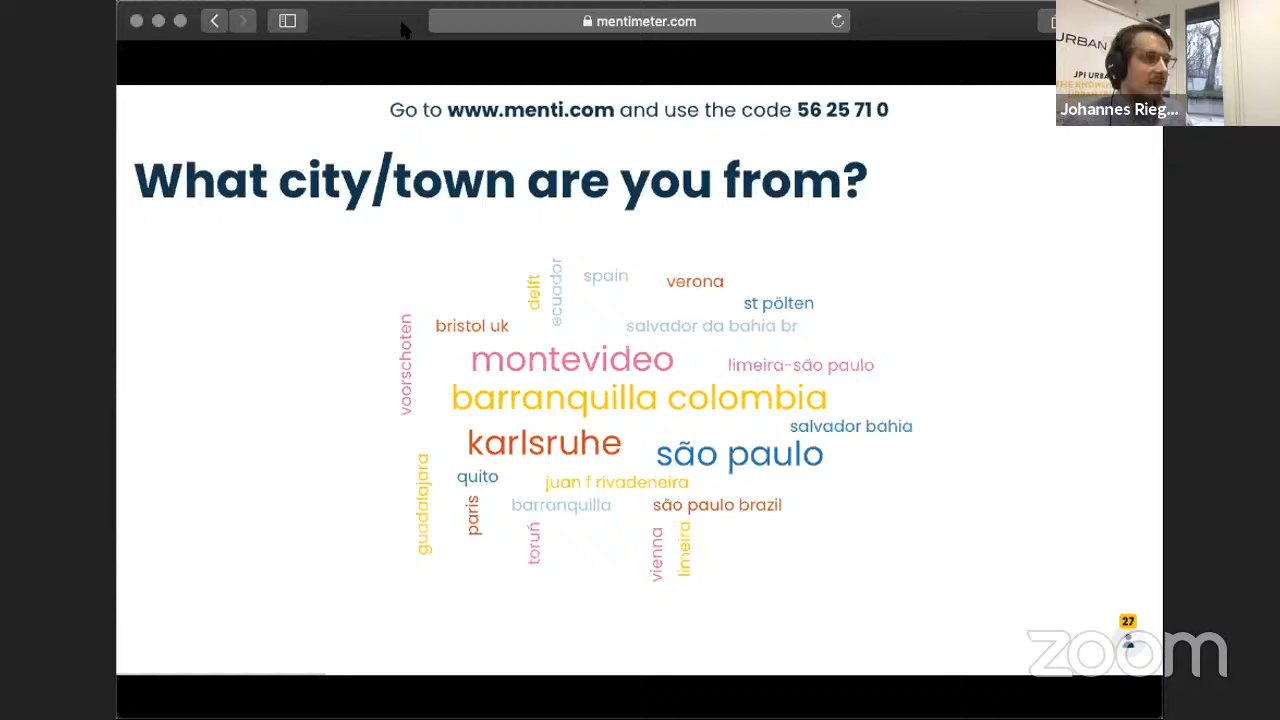 mentimeter.com
URBAN
JPI URBA
Johannes Rieg...
Go to www.menti.com and use the code 56 25 71 0
What city/town are you from?
delft
ecuador
spain
verona
st pölten
bristol uk
salvador da bahia br
voorschoten
montevideo
limeira-são paulo
barranquilla colombia
salvador bahia
karlsruhe
são paulo
guadalajara
quito
juan f rivadeneira
paris
barranquilla
são paulo brazil
toruń
vienna
limeira
27
zoom